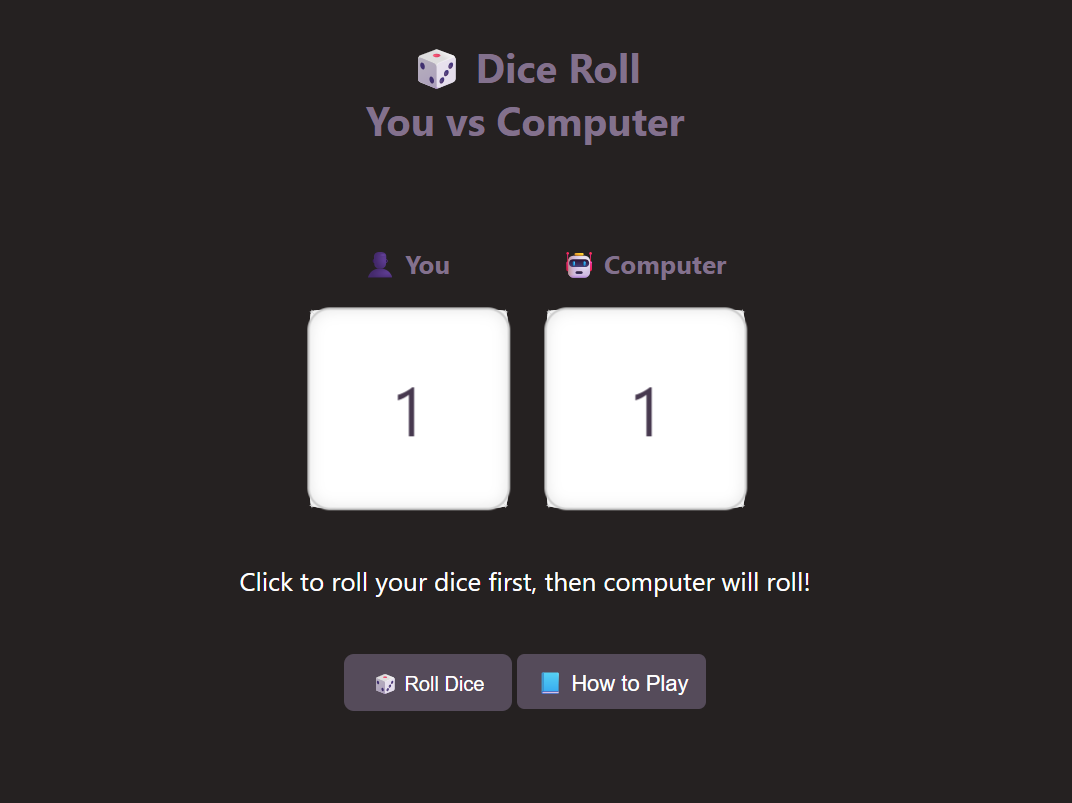 Dice Roll
You vs Computer
You
Computer
1
1
Click to roll your dice first, then computer will roll!
Roll Dice
How to Play